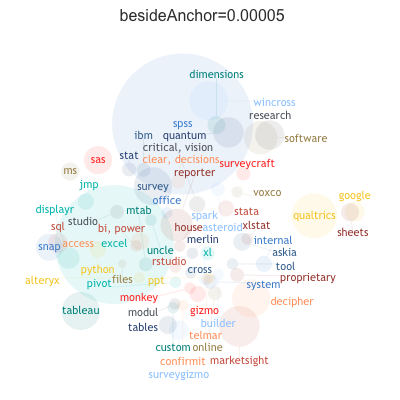 besideAnchor=0.00005
dimensions
wincross
research
spss
ibm quantum software
critical, vision
stat
sas clear, decisions surveycraft
ms reporter
jmp survey
voxco google
office
displayr mtab
spark stata qualtrics
studio
sql bi, power house asteroid xlstat sheets
snap access excel merlin internal
uncle xl askia
rstudio
python cross tool
alteryx pivot files ppt system proprietary
monkey decipher
tableau modul gizmo
tables builder
telmar
custom online
confirmit marketsight
surveygizmo